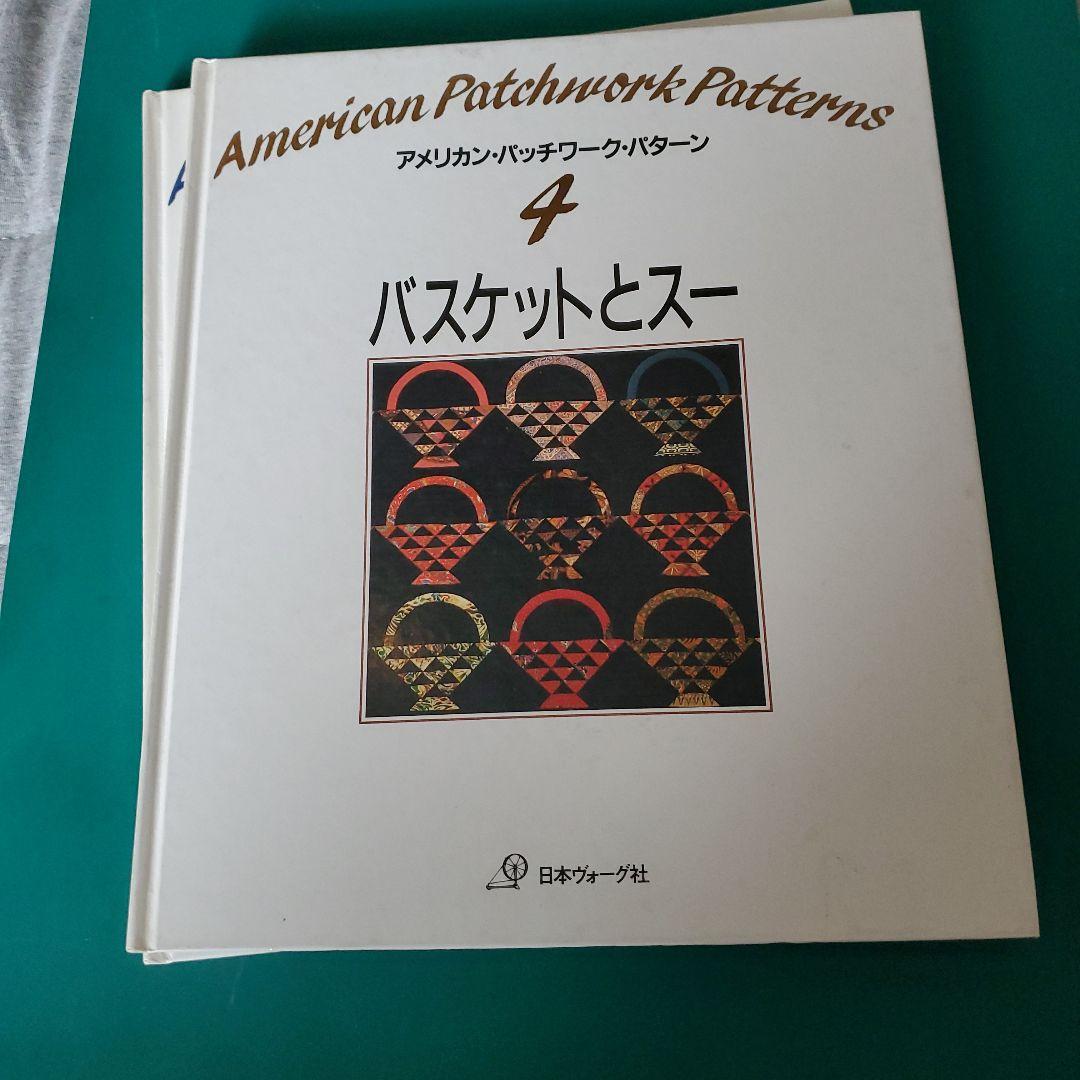 American Patchwork Patterns
アメリカン・パッチワーク・パターン
4
バスケットとスー
日本ヴォーグ社
A